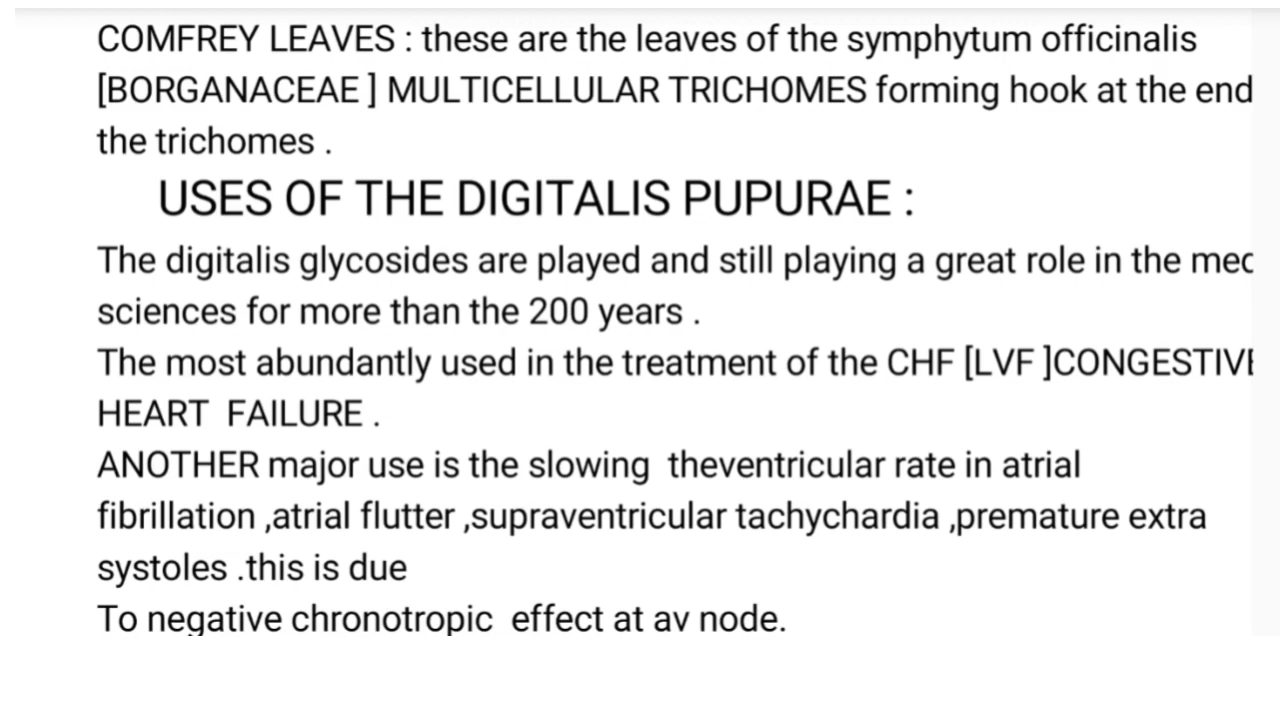 COMFREY LEAVES : these are the leaves of the symphytum officinalis
[BORGANACEAE ] MULTICELLULAR TRICHOMES forming hook at the end
the trichomes .
USES OF THE DIGITALIS PUPURAE :
The digitalis glycosides are played and still playing a great role in the
sciences for more than the 200 years .
The most abundantly used in the treatment of the CHF [LVF ]CONGESTIVE
HEART FAILURE .
ANOTHER major use is the slowing theventricular rate in atrial
fibrillation ,atrial flutter ,supraventricular tachychardia ,premature extra
systoles .this is due
To negative chronotropic effect at av node.